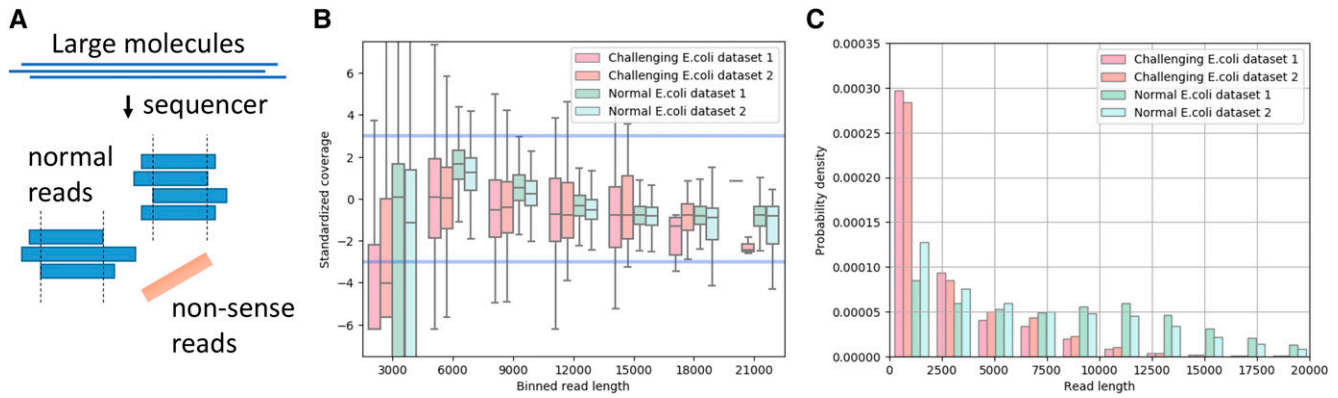 A
Large molecules
sequencer
normal
reads
non-sense
reads
B
Challenging E.coli dataset 1
Challenging E.coli dataset 2
Normal E.coli dataset 1
Normal E.coli dataset 2
Standardized coverage
6
4
2
0
−2
−4
−6
3000 6000 9000 12000 15000 18000 21000
Binned read length
C
Challenging E.coli dataset 1
Challenging E.coli dataset 2
Normal E.coli dataset 1
Normal E.coli dataset 2
Probability density
0.00035
0.00030
0.00025
0.00020
0.00015
0.00010
0.00005
0.00000
0 2500 5000 7500 10000 12500 15000 17500 20000
Read length